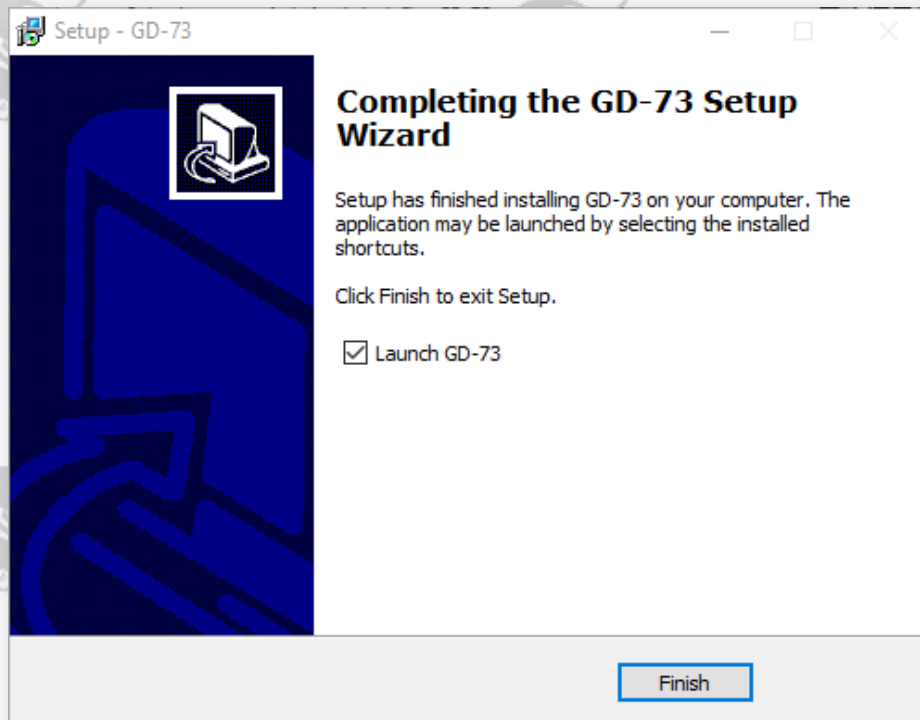 Setup - GD-73
Completing the GD-73 Setup
Wizard
Setup has finished installing GD-73 on your computer. The
application may be launched by selecting the installed
shortcuts.
Click Finish to exit Setup.
Launch GD-73
Finish